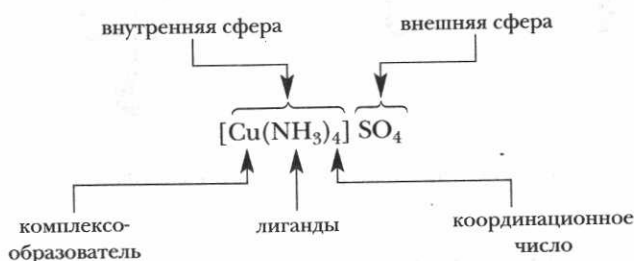 внутренняя сфера
внешняя сфера
[Cu(NH₃)₄] SO₄
комплексо-
образователь
лиганды
координационное
число